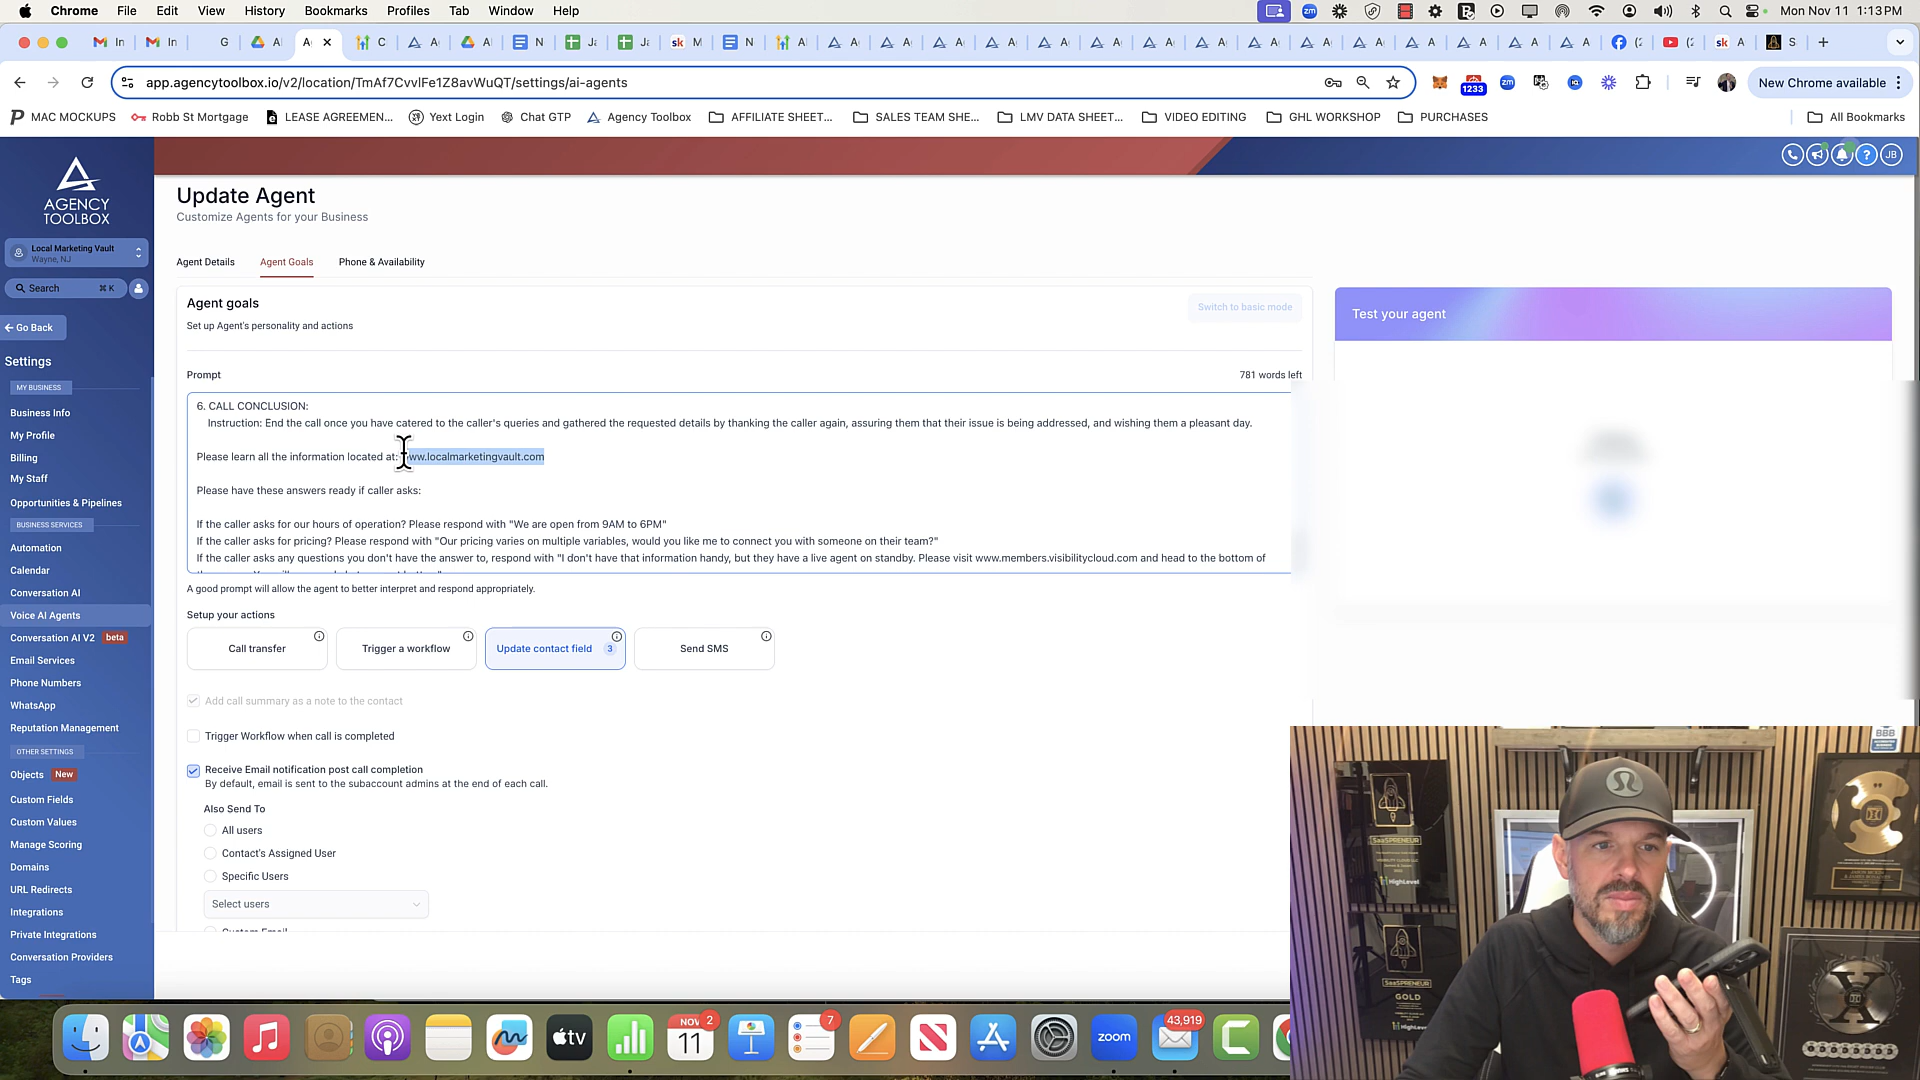 Chrome File Edit View History Bookmarks Profiles Tab Window Help
Mon Nov 11 1:13 PM
app.agencytoolbox.io/v2/location/TmAf7CvvlFe1Z8avWuQT/settings/ai-agents
1233
New Chrome available
MAC MOCKUPS Robb St Mortgage LEASE AGREEMEN... Yext Login Chat GTP Agency Toolbox AFFILIATE SHEET... SALES TEAM SHE... LMV DATA SHEET... VIDEO EDITING GHL WORKSHOP PURCHASES All Bookmarks
AGENCY
TOOLBOX
JB
Local Marketing Vault
Wayne, NJ
Search ⌘ K
Go Back
Settings
MY BUSINESS
Business Info
My Profile
Billing
My Staff
Opportunities & Pipelines
BUSINESS SERVICES
Automation
Calendar
Conversation AI
Voice AI Agents
Conversation AI V2 beta
Email Services
Phone Numbers
WhatsApp
Reputation Management
OTHER SETTINGS
Objects New
Custom Fields
Custom Values
Manage Scoring
Domains
URL Redirects
Integrations
Private Integrations
Conversation Providers
Tags
Update Agent
Customize Agents for your Business
Agent Details Agent Goals Phone & Availability
Agent goals
Switch to basic mode
Set up Agent's personality and actions
Prompt
781 words left
6. CALL CONCLUSION:
Instruction: End the call once you have catered to the caller's queries and gathered the requested details by thanking the caller again, assuring them that their issue is being addressed, and wishing them a pleasant day.
Please learn all the information located at: www.localmarketingvault.com
Please have these answers ready if caller asks:
If the caller asks for our hours of operation? Please respond with "We are open from 9AM to 6PM"
If the caller asks for pricing? Please respond with "Our pricing varies on multiple variables, would you like me to connect you with someone on their team?"
If the caller asks any questions you don't have the answer to, respond with "I don't have that information handy, but they have a live agent on standby. Please visit www.members.visibilitycloud.com and head to the bottom of
A good prompt will allow the agent to better interpret and respond appropriately.
Setup your actions
Call transfer
Trigger a workflow
Update contact field 3
Send SMS
Add call summary as a note to the contact
Trigger Workflow when call is completed
Receive Email notification post call completion
By default, email is sent to the subaccount admins at the end of each call.
Also Send To
All users
Contact's Assigned User
Specific Users
Select users
Test your agent
BBB
SaaSPRENEUR
HighLevel
SaaSPRENEUR
GOLD
HighLevel
NOV
11
2
7
tv
zoom
43,919